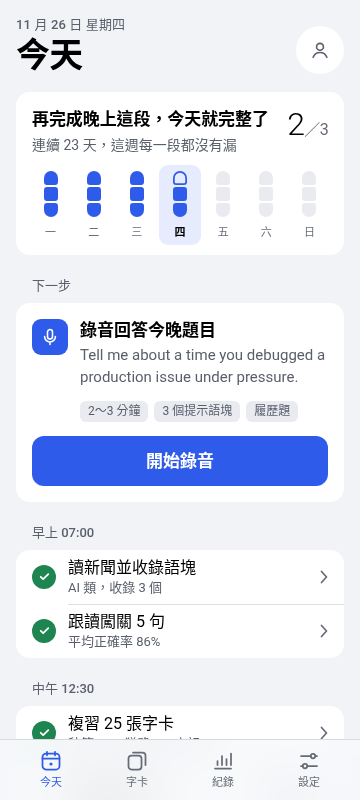 11 月 26 日 星期四
今天
再完成晚上這段，今天就完整了
2/3
連續 23 天，這週每一段都沒有漏
一 二 三 四 五 六 日
下一步
錄音回答今晚題目
Tell me about a time you debugged a
production issue under pressure.
2～3 分鐘 3 個提示語塊 履歷題
開始錄音
早上 07:00
讀新聞並收錄語塊
AI 類，收錄 3 個
跟讀闖關 5 句
平均正確率 86%
中午 12:30
複習 25 張字卡
今天 字卡 紀錄 設定